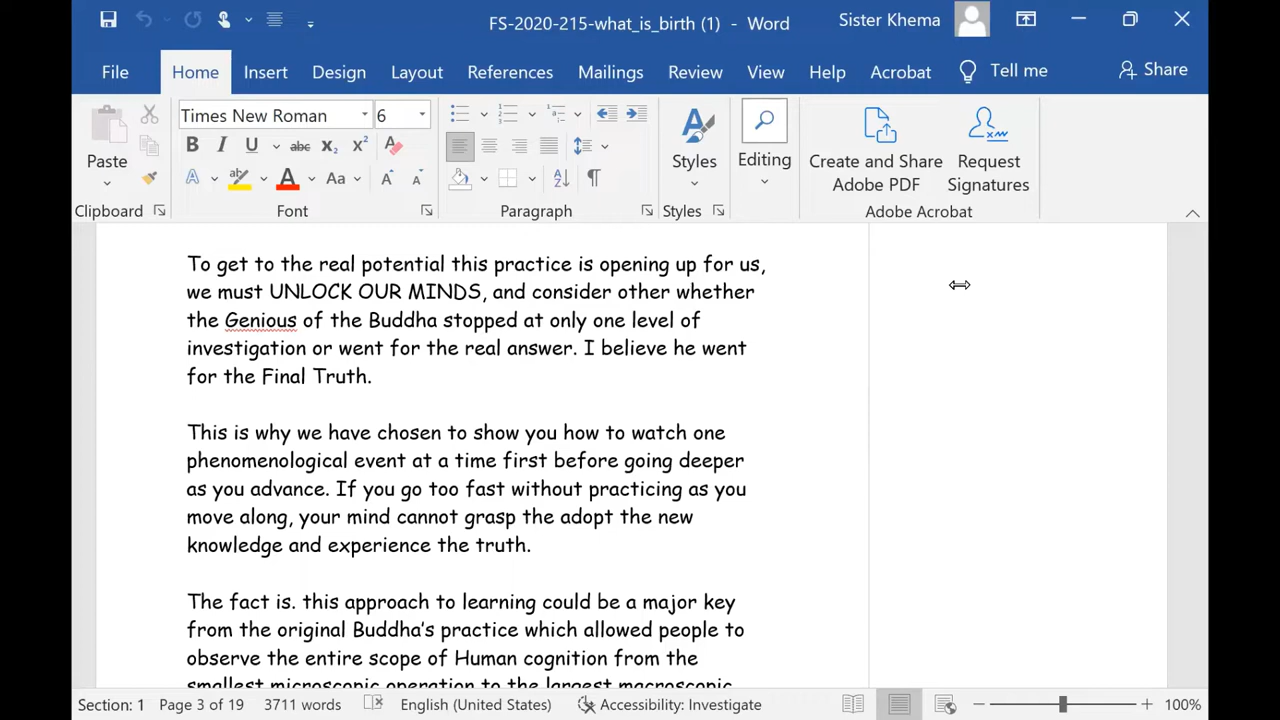 FS-2020-215-what_is_birth (1) - Word
Sister Khema
File Home Insert Design Layout References Mailings Review View Help Acrobat Tell me Share
Times New Roman 6
Paste
Styles
Editing
Create and Share Adobe PDF
Request Signatures
Clipboard Font Paragraph Styles Adobe Acrobat
To get to the real potential this practice is opening up for us,
we must UNLOCK OUR MINDS, and consider other whether
the Genious of the Buddha stopped at only one level of
investigation or went for the real answer. I believe he went
for the Final Truth.
This is why we have chosen to show you how to watch one
phenomenological event at a time first before going deeper
as you advance. If you go too fast without practicing as you
move along, your mind cannot grasp the adopt the new
knowledge and experience the truth.
The fact is. this approach to learning could be a major key
from the original Buddha's practice which allowed people to
observe the entire scope of Human cognition from the
smallest microscopic operation to the largest macroscopic
Section: 1 Page 3 of 19 3711 words English (United States) Accessibility: Investigate 100%